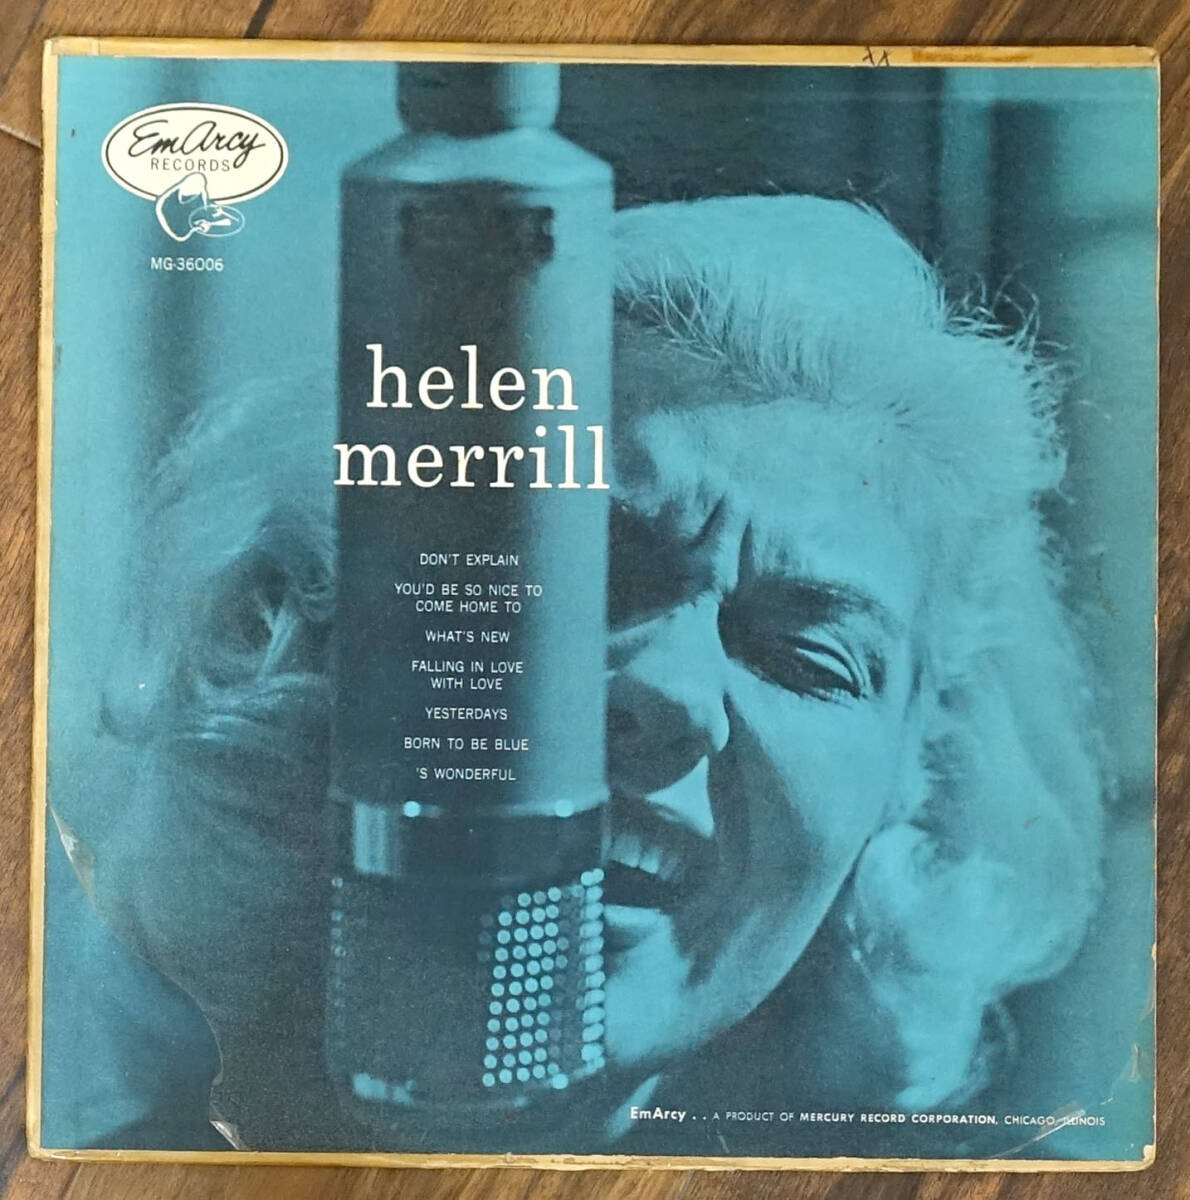 EmArcy
RECORDS
MG-36006
helen
merrill
DON'T EXPLAIN
YOU'D BE SO NICE TO
COME HOME TO
WHAT'S NEW
FALLING IN LOVE
WITH LOVE
YESTERDAYS
BORN TO BE BLUE
'S WONDERFUL
EmArcy . . A PRODUCT OF MERCURY RECORD CORPORATION, CHICAGO, ILLINOIS